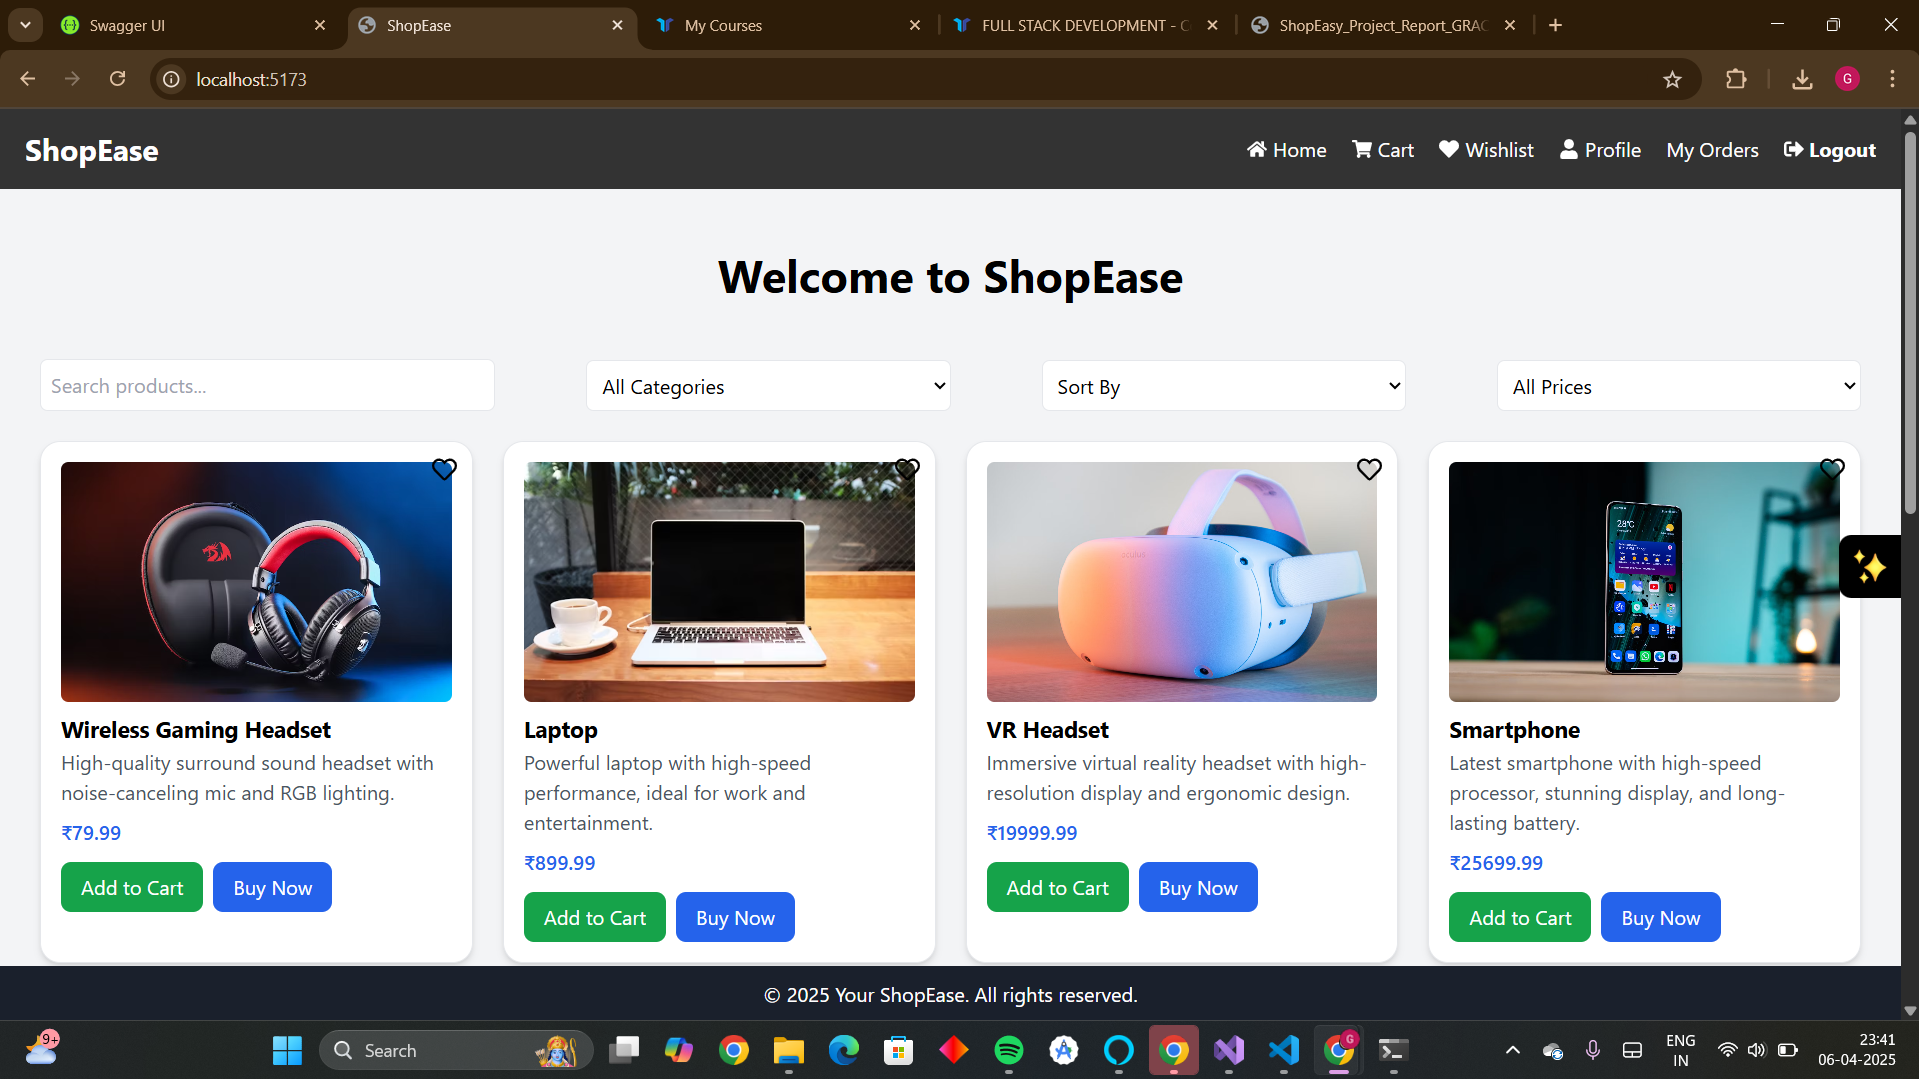 Swagger UI
ShopEase
My Courses
FULL STACK DEVELOPMENT - C
ShopEasy_Project_Report_GRAC
localhost:5173
G
ShopEase
Home
Cart
Wishlist
Profile
My Orders
Logout
Welcome to ShopEase
Search products...
All Categories
Sort By
All Prices
Wireless Gaming Headset
High-quality surround sound headset with
noise-canceling mic and RGB lighting.
₹79.99
Add to Cart
Buy Now
Laptop
Powerful laptop with high-speed
performance, ideal for work and
entertainment.
₹899.99
Add to Cart
Buy Now
oculus
VR Headset
Immersive virtual reality headset with high-
resolution display and ergonomic design.
₹19999.99
Add to Cart
Buy Now
28°C
Smartphone
Latest smartphone with high-speed
processor, stunning display, and long-
lasting battery.
₹25699.99
Add to Cart
Buy Now
© 2025 Your ShopEase. All rights reserved.
9+
Search
G
ENG
IN
23:41
06-04-2025